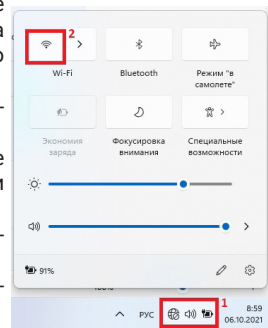 2
Wi-Fi
Bluetooth
Режим "в самолете"
Экономия заряда
Фокусировка внимания
Специальные возможности
91%
1
РУС
8:59
06.10.2021